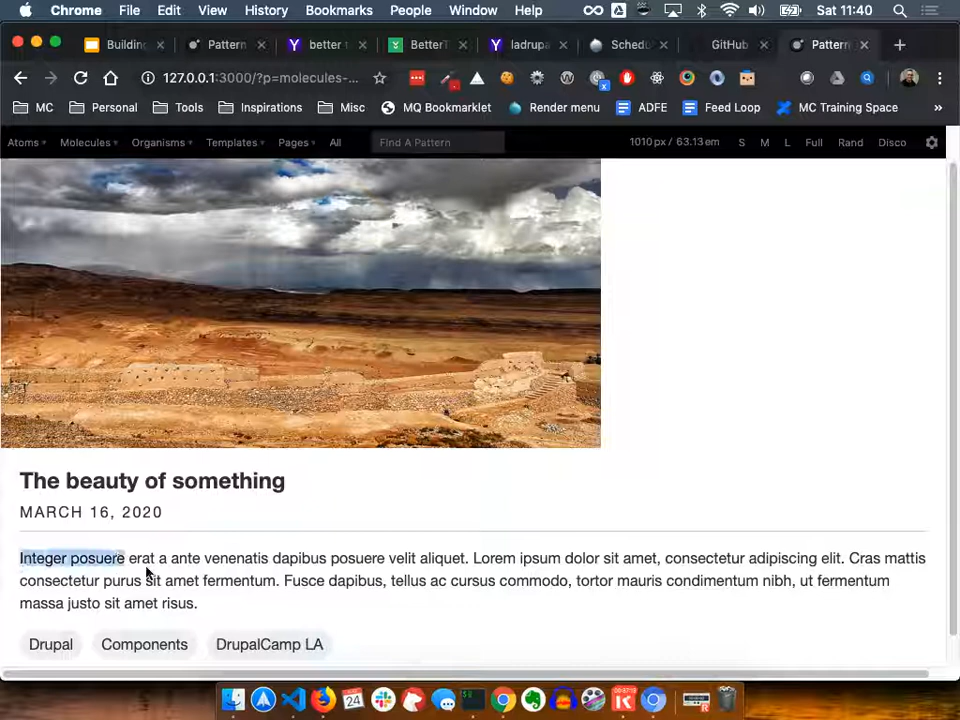 Chrome File Edit View History Bookmarks People Window Help Sat 11:40
Building Pattern better t BetterT ladrupa Schedu GitHub Pattern
127.0.0.1:3000/?p=molecules-...
MC Personal Tools Inspirations Misc MQ Bookmarklet Render menu ADFE Feed Loop MC Training Space »
Atoms Molecules Organisms Templates Pages All Find A Pattern 1010px / 63.13em S M L Full Rand Disco
The beauty of something
MARCH 16, 2020
Integer posuere erat a ante venenatis dapibus posuere velit aliquet. Lorem ipsum dolor sit amet, consectetur adipiscing elit. Cras mattis
consectetur purus sit amet fermentum. Fusce dapibus, tellus ac cursus commodo, tortor mauris condimentum nibh, ut fermentum
massa justo sit amet risus.
Drupal Components DrupalCamp LA
24